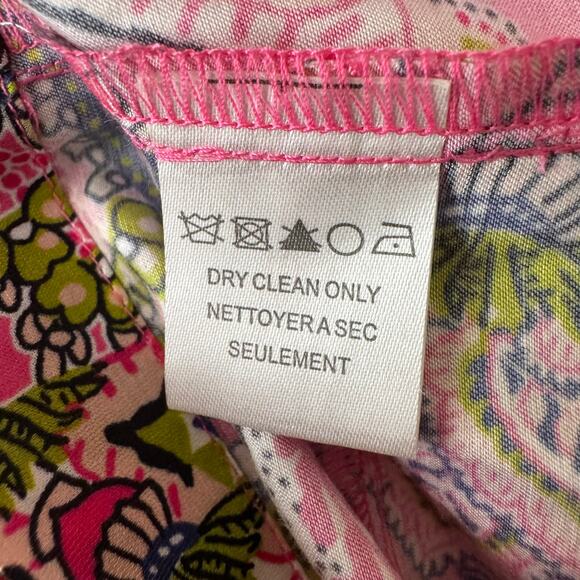 DRY CLEAN ONLY
NETTOYER A SEC
SEULEMENT